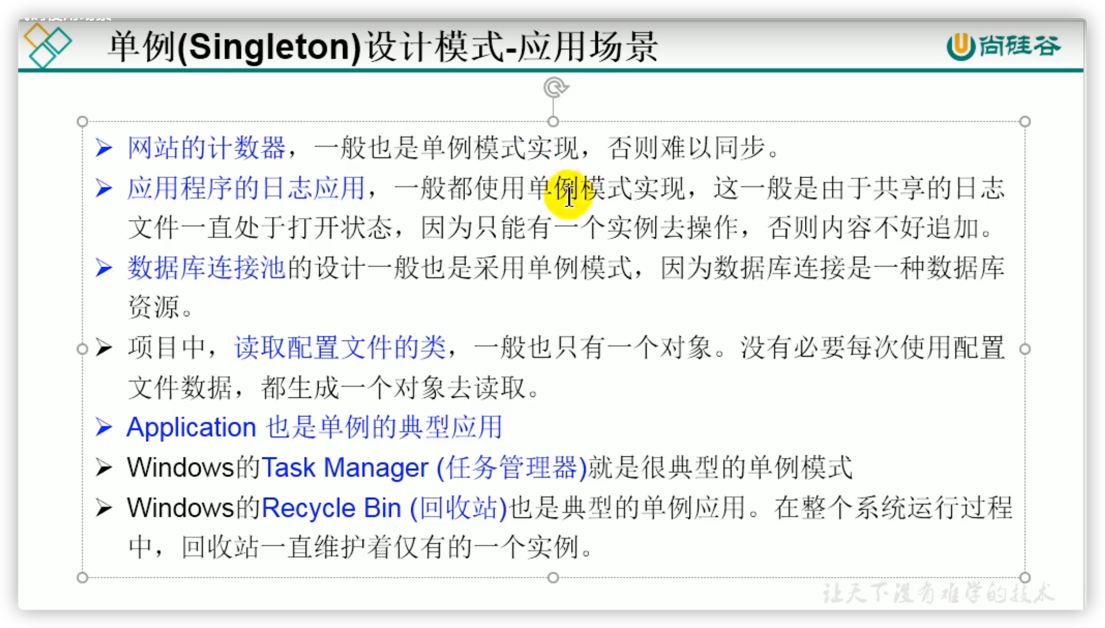 单例(Singleton)设计模式-应用场景
尚硅谷
网站的计数器，一般也是单例模式实现，否则难以同步。
应用程序的日志应用，一般都使用单例模式实现，这一般是由于共享的日志
文件一直处于打开状态，因为只能有一个实例去操作，否则内容不好追加。
数据库连接池的设计一般也是采用单例模式，因为数据库连接是一种数据库
资源。
项目中，读取配置文件的类，一般也只有一个对象。没有必要每次使用配置
文件数据，都生成一个对象去读取。
Application 也是单例的典型应用
Windows的Task Manager (任务管理器)就是很典型的单例模式
Windows的Recycle Bin (回收站)也是典型的单例应用。在整个系统运行过程
中，回收站一直维护着仅有的一个实例。
让天下没有难学的技术